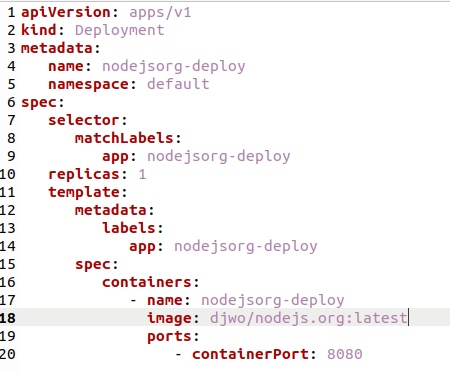 1 apiVersion: apps/v1
2 kind: Deployment
3 metadata:
4    name: nodejsorg-deploy
5    namespace: default
6 spec:
7    selector:
8       matchLabels:
9          app: nodejsorg-deploy
10    replicas: 1
11    template:
12       metadata:
13          labels:
14             app: nodejsorg-deploy
15       spec:
16          containers:
17             - name: nodejsorg-deploy
18               image: djwo/nodejs.org:latest
19               ports:
20                  - containerPort: 8080